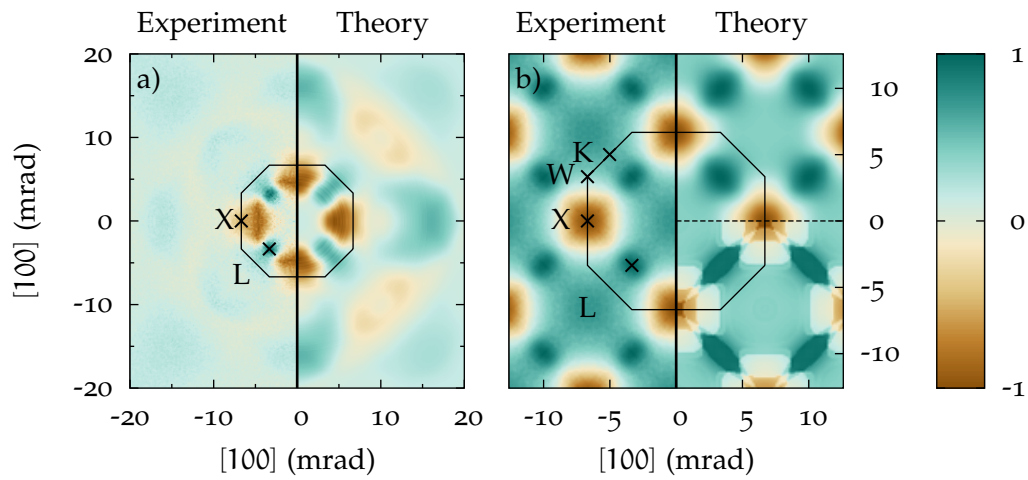 Experiment Theory Experiment Theory
a) b)
20
10
0
-10
-20
[100] (mrad)
X
L
-20 -10 0 10 20
[100] (mrad)
K
W
X
L
-10 -5 0 5 10
[100] (mrad)
10
5
0
-5
-10
1
0
-1